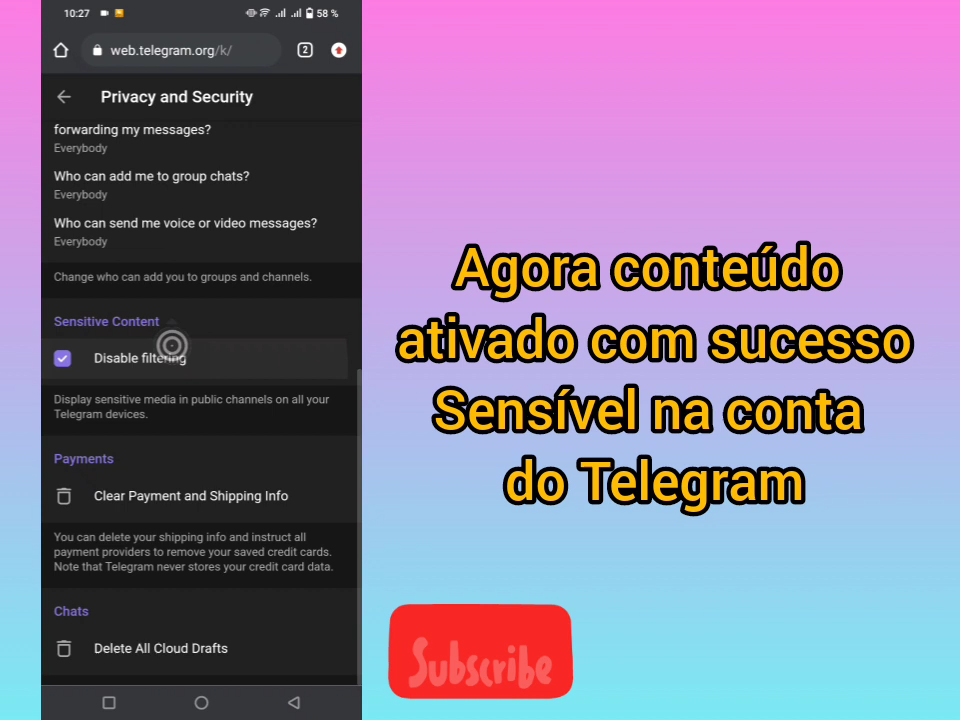 10:27
58 %
web.telegram.org/k/
2
Privacy and Security
forwarding my messages?
Everybody
Who can add me to group chats?
Everybody
Who can send me voice or video messages?
Everybody
Change who can add you to groups and channels.
Sensitive Content
Disable filtering
Display sensitive media in public channels on all your
Telegram devices.
Payments
Clear Payment and Shipping Info
You can delete your shipping info and instruct all
payment providers to remove your saved credit cards.
Note that Telegram never stores your credit card data.
Chats
Delete All Cloud Drafts
Agora conteúdo
ativado com sucesso
Sensível na conta
do Telegram
Subscribe